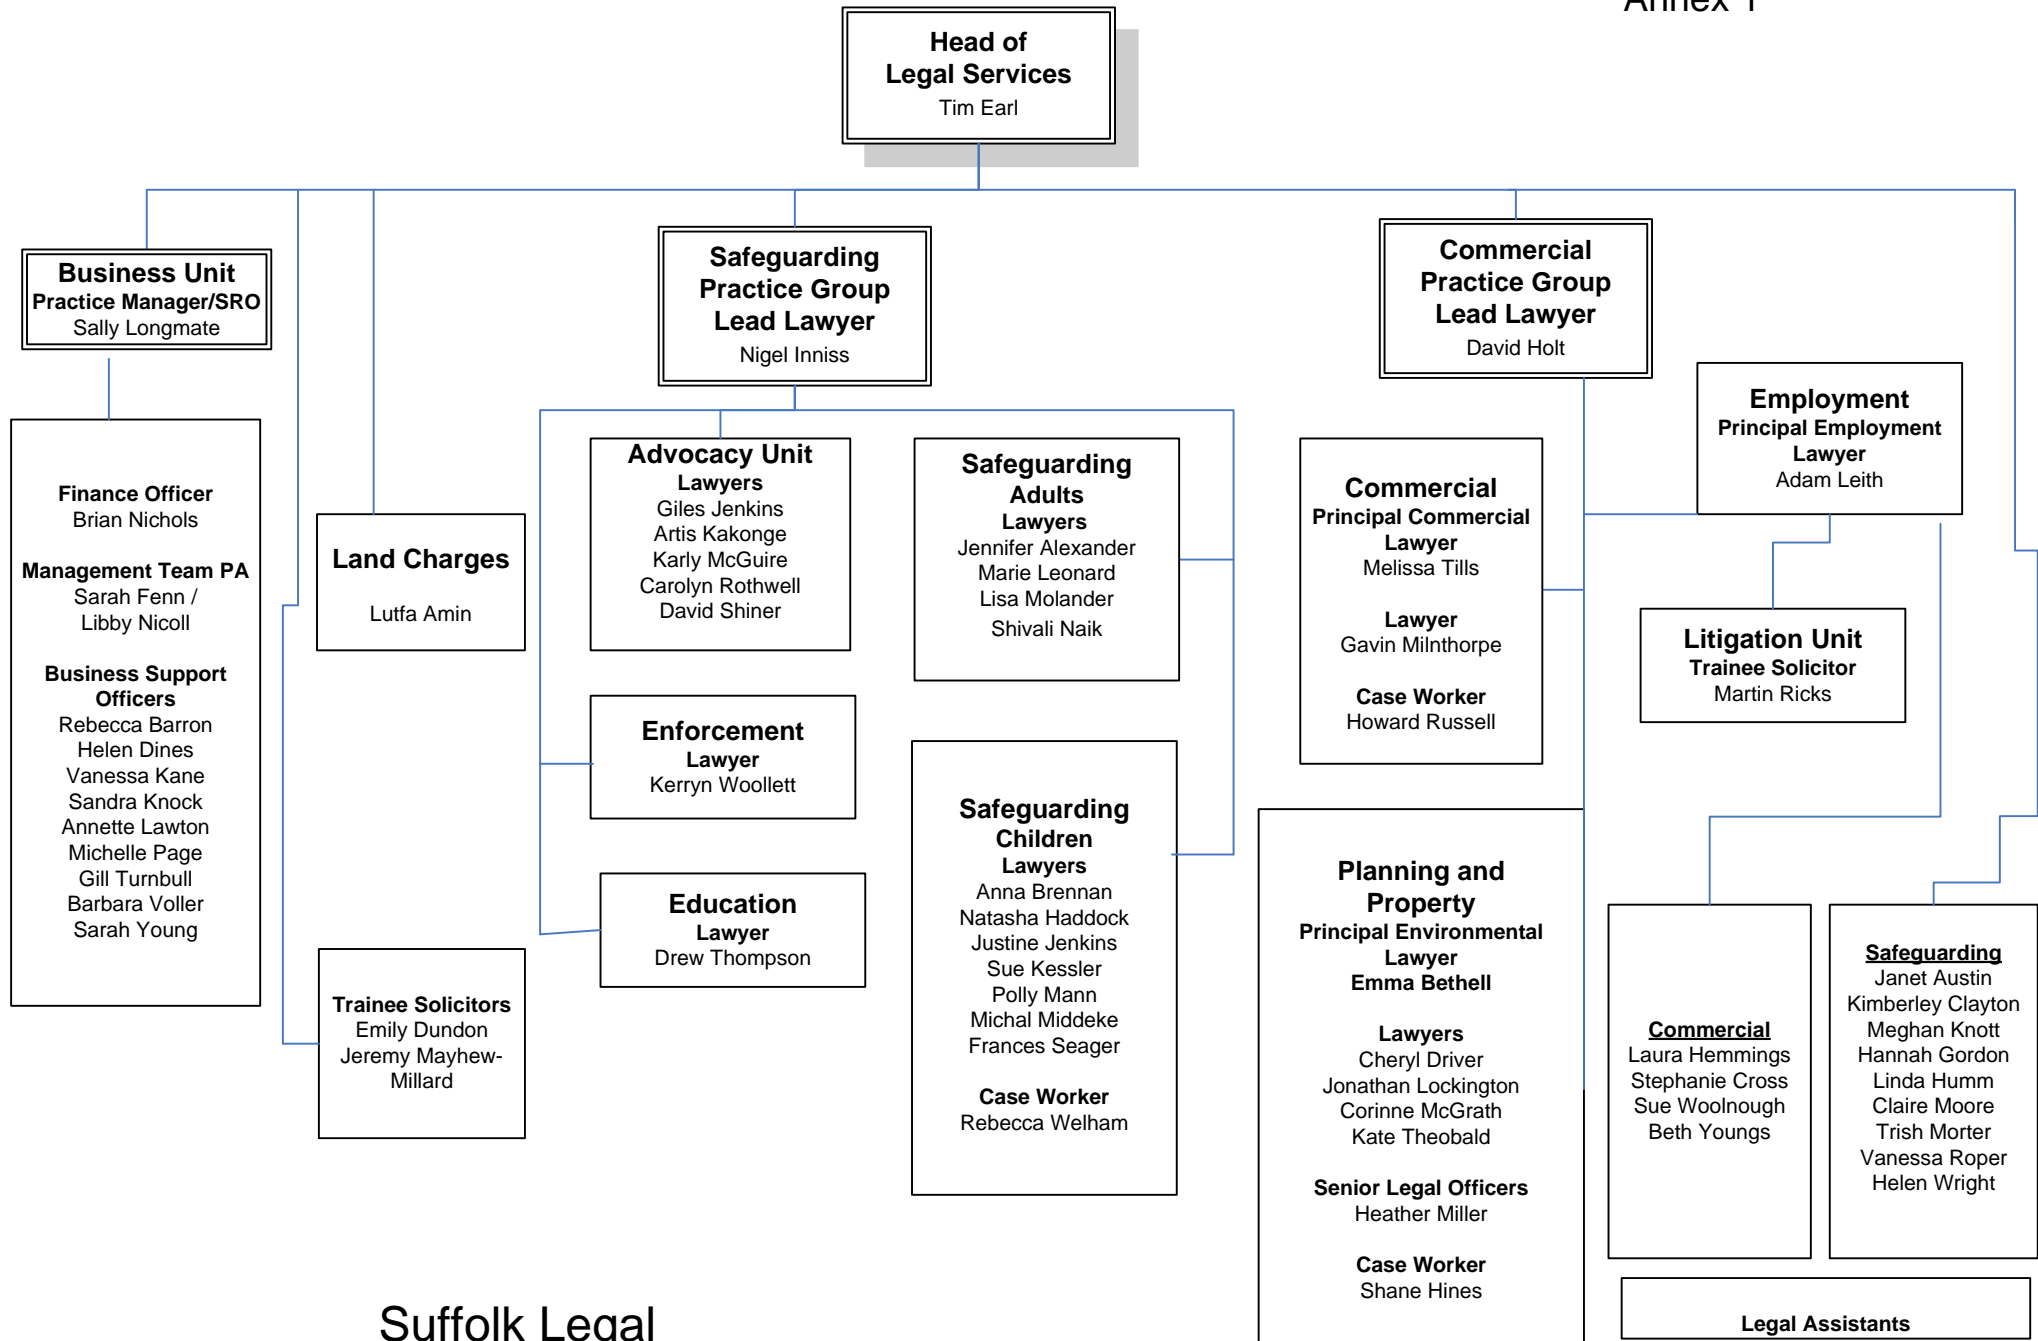 Annex 1
Head of
Legal Services
Tim Earl
Business Unit
Practice Manager/SRO
Sally Longmate
Safeguarding
Practice Group
Lead Lawyer
Nigel Inniss
Commercial
Practice Group
Lead Lawyer
David Holt
Employment
Principal Employment
Lawyer
Adam Leith
Finance Officer
Brian Nichols
Management Team PA
Sarah Fenn /
Libby Nicoll
Business Support
Officers
Rebecca Barron
Helen Dines
Vanessa Kane
Sandra Knock
Annette Lawton
Michelle Page
Gill Turnbull
Barbara Voller
Sarah Young
Land Charges
Lutfa Amin
Trainee Solicitors
Emily Dundon
Jeremy Mayhew-
Millard
Advocacy Unit
Lawyers
Giles Jenkins
Artis Kakonge
Karly McGuire
Carolyn Rothwell
David Shiner
Enforcement
Lawyer
Kerryn Woollett
Education
Lawyer
Drew Thompson
Safeguarding
Adults
Lawyers
Jennifer Alexander
Marie Leonard
Lisa Molander
Shivali Naik
Safeguarding
Children
Lawyers
Anna Brennan
Natasha Haddock
Justine Jenkins
Sue Kessler
Polly Mann
Michal Middeke
Frances Seager
Case Worker
Rebecca Welham
Commercial
Principal Commercial
Lawyer
Melissa Tills
Lawyer
Gavin Milnthorpe
Case Worker
Howard Russell
Planning and
Property
Principal Environmental
Lawyer
Emma Bethell
Lawyers
Cheryl Driver
Jonathan Lockington
Corinne McGrath
Kate Theobald
Senior Legal Officers
Heather Miller
Case Worker
Shane Hines
Litigation Unit
Trainee Solicitor
Martin Ricks
Commercial
Laura Hemmings
Stephanie Cross
Sue Woolnough
Beth Youngs
Safeguarding
Janet Austin
Kimberley Clayton
Meghan Knott
Hannah Gordon
Linda Humm
Claire Moore
Trish Morter
Vanessa Roper
Helen Wright
Legal Assistants
Suffolk Legal